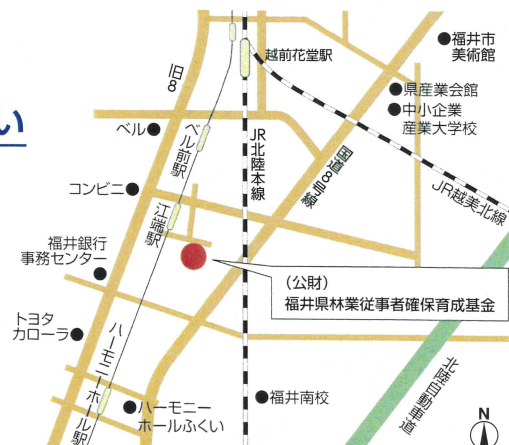 い
旧8
越前花堂駅
福井市
美術館
県産業会館
中小企業
産業大学校
ベル
ベル前駅
JR北陸本線
国道8号線
JR越美北線
コンビニ
江端駅
福井銀行
事務センター
(公財)
福井県林業従事者確保育成基金
トヨタ
カローラ
ハーモニーホール駅
ハーモニー
ホールふくい
福井南校
北陸自動車道
N